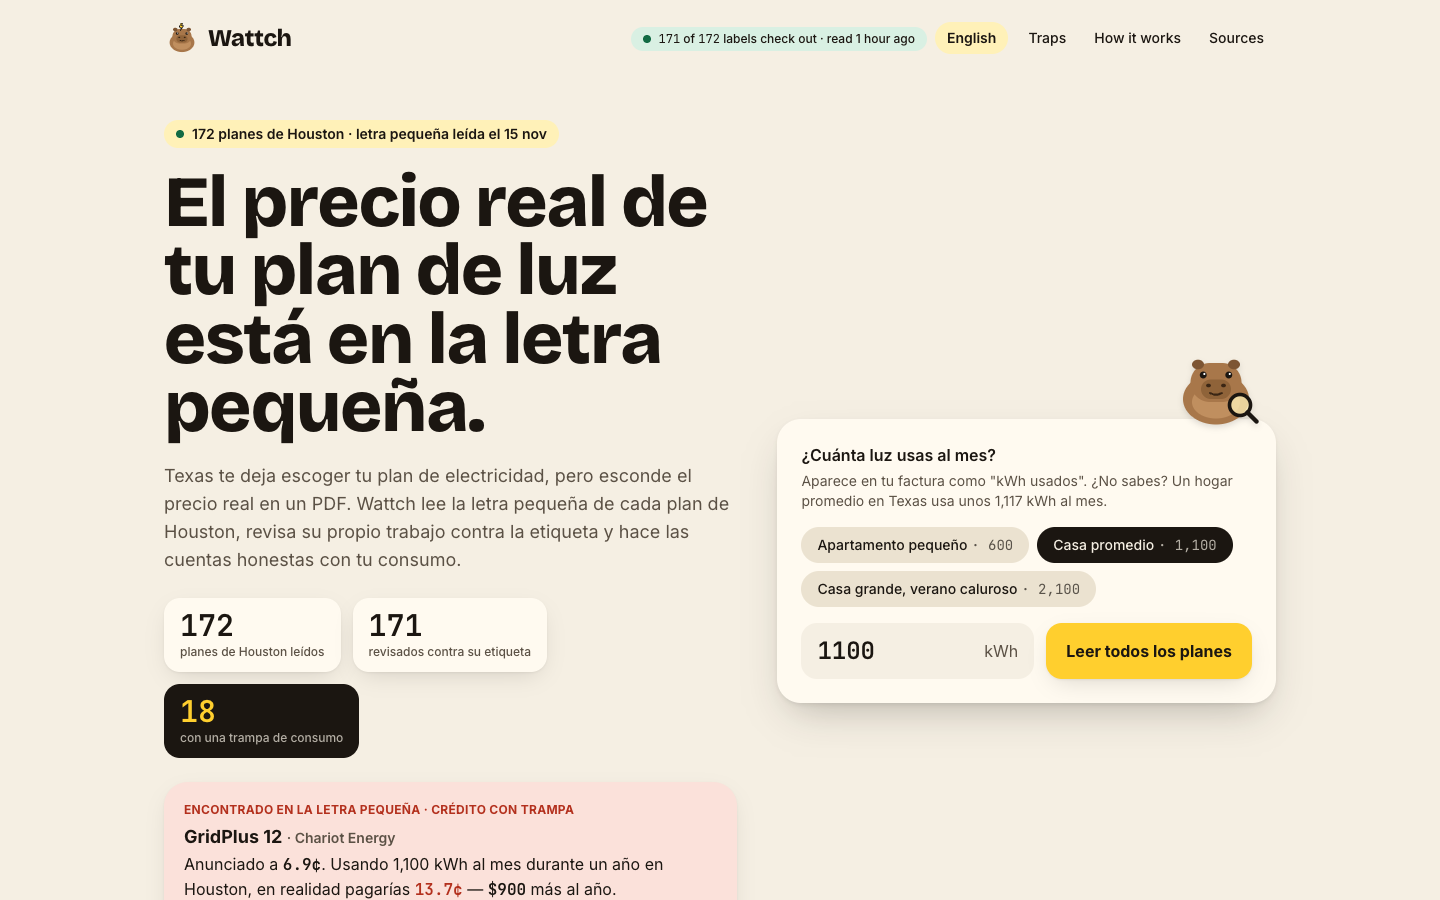 Wattch
171 of 172 labels check out · read 1 hour ago
English
Traps
How it works
Sources
172 planes de Houston · letra pequeña leída el 15 nov
El precio real de
tu plan de luz
está en la letra
pequeña.
Texas te deja escoger tu plan de electricidad, pero esconde el
precio real en un PDF. Wattch lee la letra pequeña de cada plan de
Houston, revisa su propio trabajo contra la etiqueta y hace las
cuentas honestas con tu consumo.
172
planes de Houston leídos
171
revisados contra su etiqueta
18
con una trampa de consumo
ENCONTRADO EN LA LETRA PEQUEÑA · CRÉDITO CON TRAMPA
GridPlus 12 · Chariot Energy
Anunciado a 6.9¢. Usando 1,100 kWh al mes durante un año en
Houston, en realidad pagarías 13.7¢ — $900 más al año.
¿Cuánta luz usas al mes?
Aparece en tu factura como "kWh usados". ¿No sabes? Un hogar
promedio en Texas usa unos 1,117 kWh al mes.
Apartamento pequeño · 600
Casa promedio · 1,100
Casa grande, verano caluroso · 2,100
1100 kWh
Leer todos los planes